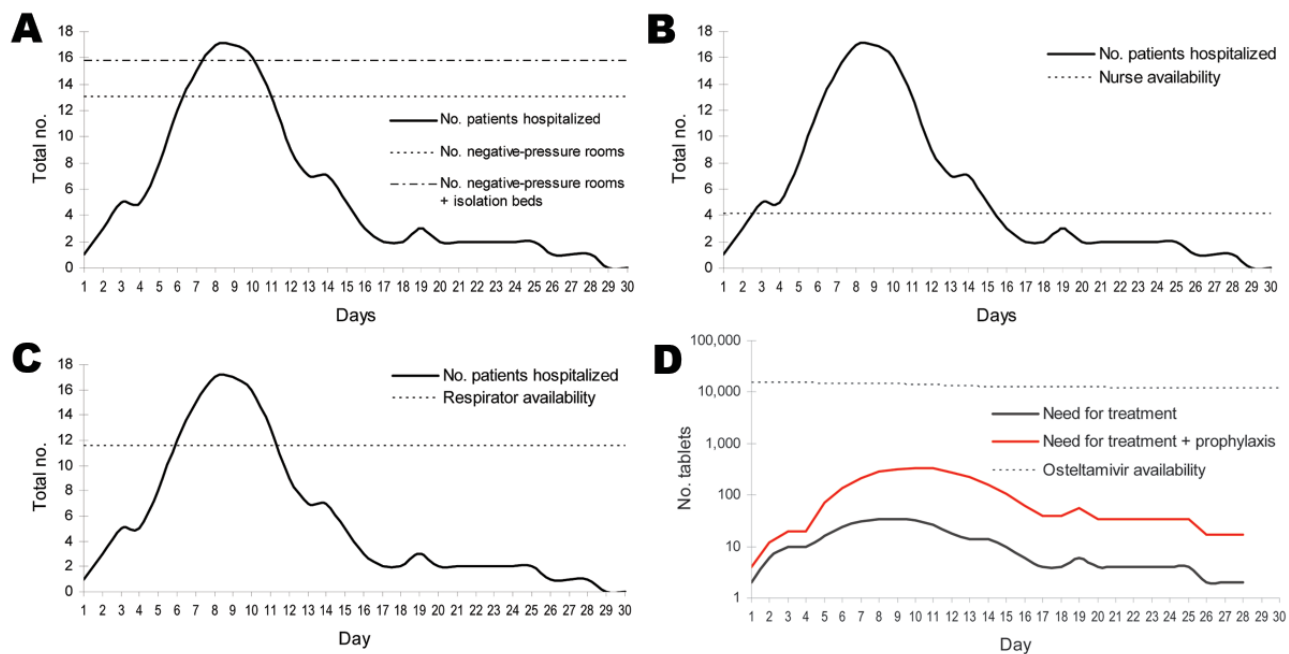 A
18
16
14
12
10
8
6
4
2
0
Total no.
No. patients hospitalized
No. negative-pressure rooms
No. negative-pressure rooms
+ isolation beds
1 2 3 4 5 6 7 8 9 10 11 12 13 14 15 16 17 18 19 20 21 22 23 24 25 26 27 28 29 30
Days
B
18
16
14
12
10
8
6
4
2
0
Total no.
No. patients hospitalized
Nurse availability
1 2 3 4 5 6 7 8 9 10 11 12 13 14 15 16 17 18 19 20 21 22 23 24 25 26 27 28 29 30
Days
C
18
16
14
12
10
8
6
4
2
0
Total no.
No. patients hospitalized
Respirator availability
1 2 3 4 5 6 7 8 9 10 11 12 13 14 15 16 17 18 19 20 21 22 23 24 25 26 27 28 29 30
Day
D
100,000
10,000
1,000
100
10
1
No. tablets
Need for treatment
Need for treatment + prophylaxis
Osteltamivir availability
1 2 3 4 5 6 7 8 9 10 11 12 13 14 15 16 17 18 19 20 21 22 23 24 25 26 27 28 29 30
Day